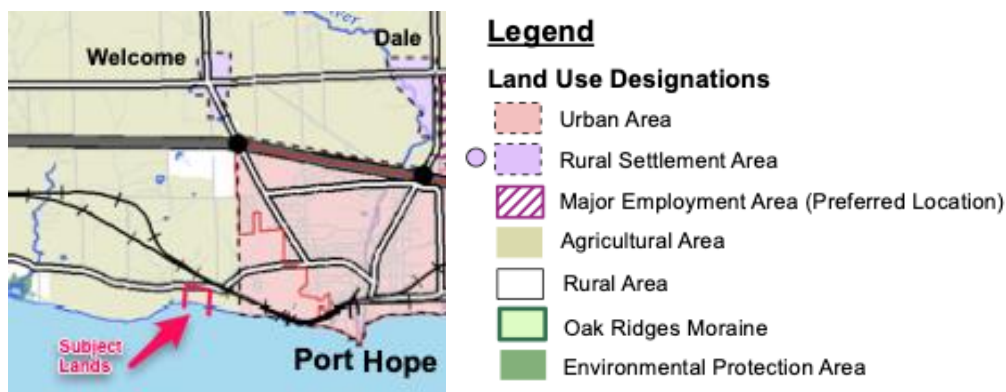 Welcome
Dale
River
Subject
Lands
Port Hope
Legend
Land Use Designations
Urban Area
Rural Settlement Area
Major Employment Area (Preferred Location)
Agricultural Area
Rural Area
Oak Ridges Moraine
Environmental Protection Area